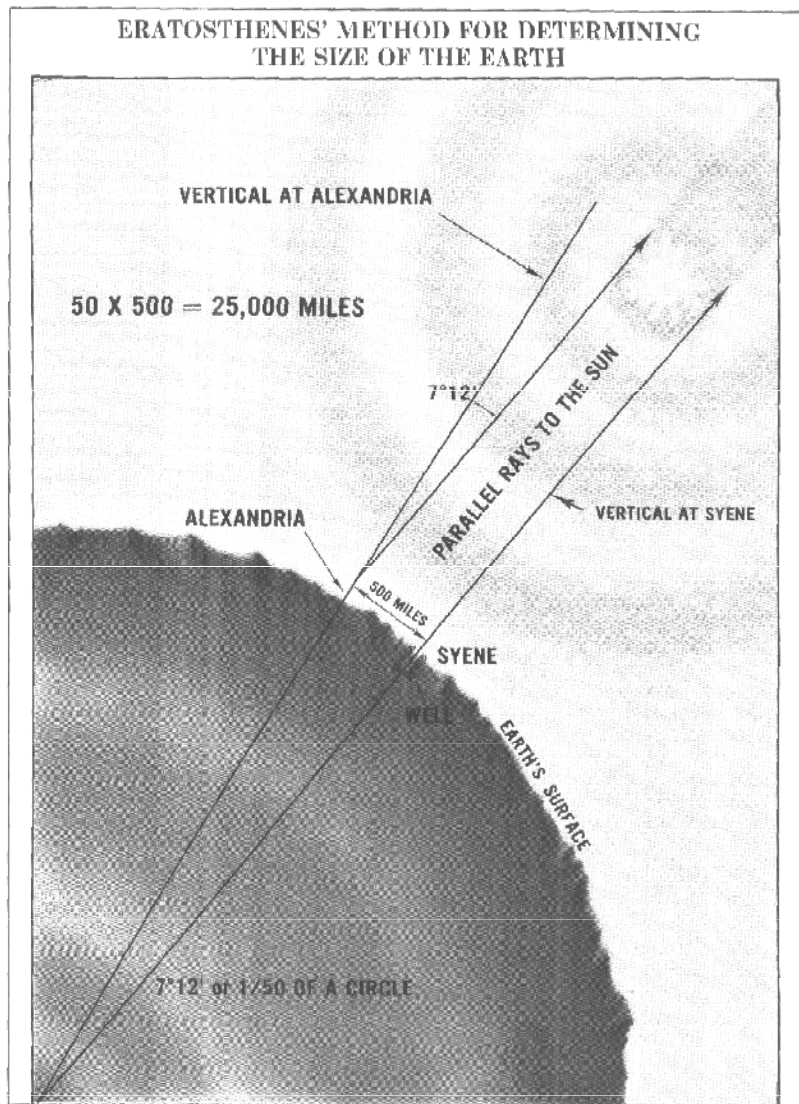 ERATOSTHENES' METHOD FOR DETERMINING
THE SIZE OF THE EARTH
VERTICAL AT ALEXANDRIA
50 X 500 = 25,000 MILES
7°12'
PARALLEL RAYS TO THE SUN
ALEXANDRIA
VERTICAL AT SYENE
500 MILES
SYENE
WELL
EARTH'S SURFACE
7°12' or 1/50 OF A CIRCLE